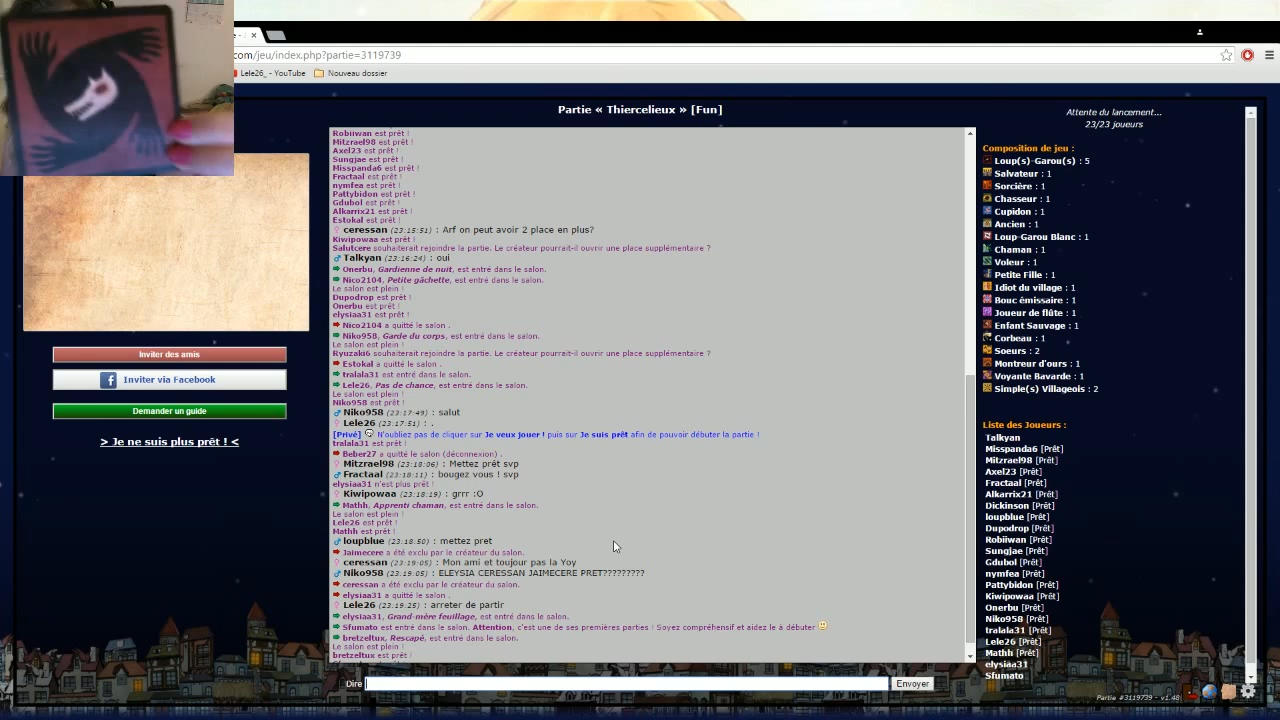 - ×
.com/jeu/index.php?partie=3119739
Lele26_ - YouTube Nouveau dossier
Partie « Thiercelieux » [Fun]
Robiiwan est prêt !
Mitzrael98 est prêt !
Axel23 est prêt !
Sungjae est prêt !
Misspanda6 est prêt !
Fractaal est prêt !
nymfea est prêt !
Pattybidon est prêt !
Gdubol est prêt !
Alkarrix21 est prêt !
Estokal est prêt !
ceressan (23:15:51) : Arf on peut avoir 2 place en plus?
Kiwipowaa est prêt !
Salutcere souhaiterait rejoindre la partie. Le créateur pourrait-il ouvrir une place supplémentaire ?
Talkyan (23:16:24) : oui
Onerbu, Gardienne de nuit, est entré dans le salon.
Nico2104, Petite gâchette, est entré dans le salon.
Le salon est plein !
Dupodrop est prêt !
Onerbu est prêt !
elysiaa31 est prêt !
Nico2104 a quitté le salon .
Niko958, Garde du corps, est entré dans le salon.
Le salon est plein !
Ryuzaki6 souhaiterait rejoindre la partie. Le créateur pourrait-il ouvrir une place supplémentaire ?
Estokal a quitté le salon .
tralala31 est entré dans le salon.
Lele26, Pas de chance, est entré dans le salon.
Le salon est plein !
Niko958 est prêt !
Niko958 (23:17:49) : salut
Lele26 (23:17:51) : .
[Privé] N'oubliez pas de cliquer sur Je veux jouer ! puis sur Je suis prêt afin de pouvoir débuter la partie !
tralala31 est prêt !
Beber27 a quitté le salon (déconnexion) .
Mitzrael98 (23:18:06) : Mettez prêt svp
Fractaal (23:18:11) : bougez vous ! svp
elysiaa31 n'est plus prêt !
Kiwipowaa (23:18:19) : grrr :O
Mathh, Apprenti chaman, est entré dans le salon.
Le salon est plein !
Lele26 est prêt !
Mathh est prêt !
loupblue (23:18:50) : mettez pret
Jaimecere a été exclu par le créateur du salon.
ceressan (23:19:05) : Mon ami et toujour pas la Yoy
Niko958 (23:19:05) : ELEYSIA CERESSAN JAIMECERE PRET?????????
ceressan a été exclu par le créateur du salon.
elysiaa31 a quitté le salon .
Lele26 (23:19:25) : arreter de partir
elysiaa31, Grand-mère feuillage, est entré dans le salon.
Sfumato est entré dans le salon. Attention, c'est une de ses premières parties ! Soyez compréhensif et aidez le à débuter
bretzeltux, Rescapé, est entré dans le salon.
Le salon est plein !
bretzeltux est prêt !
Dire
Envoyer
Inviter des amis
Inviter via Facebook
Demander un guide
> Je ne suis plus prêt ! <
Attente du lancement...
23/23 joueurs
Composition de jeu :
Loup(s)-Garou(s) : 5
Salvateur : 1
Sorcière : 1
Chasseur : 1
Cupidon : 1
Ancien : 1
Loup-Garou Blanc : 1
Chaman : 1
Voleur : 1
Petite Fille : 1
Idiot du village : 1
Bouc émissaire : 1
Joueur de flûte : 1
Enfant Sauvage : 1
Corbeau : 1
Soeurs : 2
Montreur d'ours : 1
Voyante Bavarde : 1
Simple(s) Villageois : 2
Liste des Joueurs :
Talkyan
Misspanda6 [Prêt]
Mitzrael98 [Prêt]
Axel23 [Prêt]
Fractaal [Prêt]
Alkarrix21 [Prêt]
Dickinson [Prêt]
loupblue [Prêt]
Dupodrop [Prêt]
Robiiwan [Prêt]
Sungjae [Prêt]
Gdubol [Prêt]
nymfea [Prêt]
Pattybidon [Prêt]
Kiwipowaa [Prêt]
Onerbu [Prêt]
Niko958 [Prêt]
tralala31 [Prêt]
Lele26 [Prêt]
Mathh [Prêt]
elysiaa31
Sfumato
Partie #3119739 - v1.48